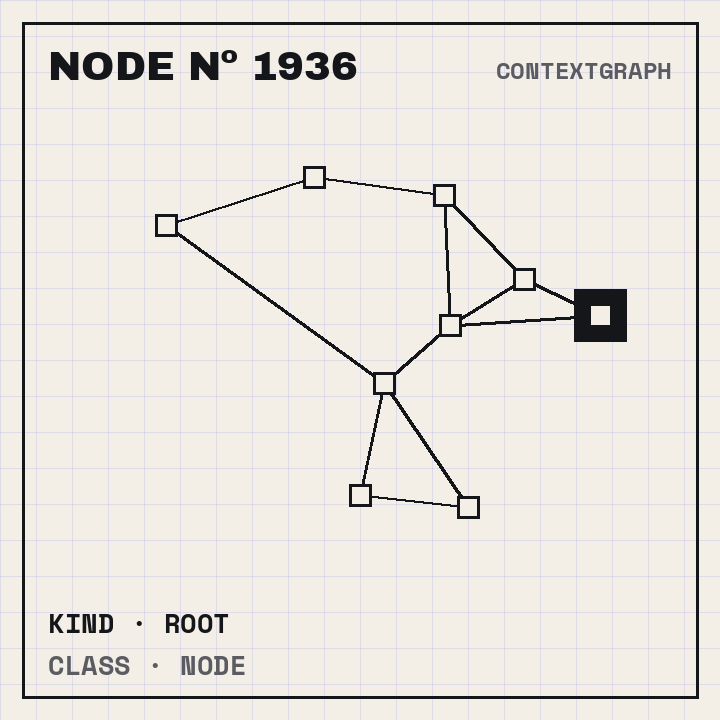 NODE Nº 1936
CONTEXTGRAPH
KIND · ROOT
CLASS · NODE